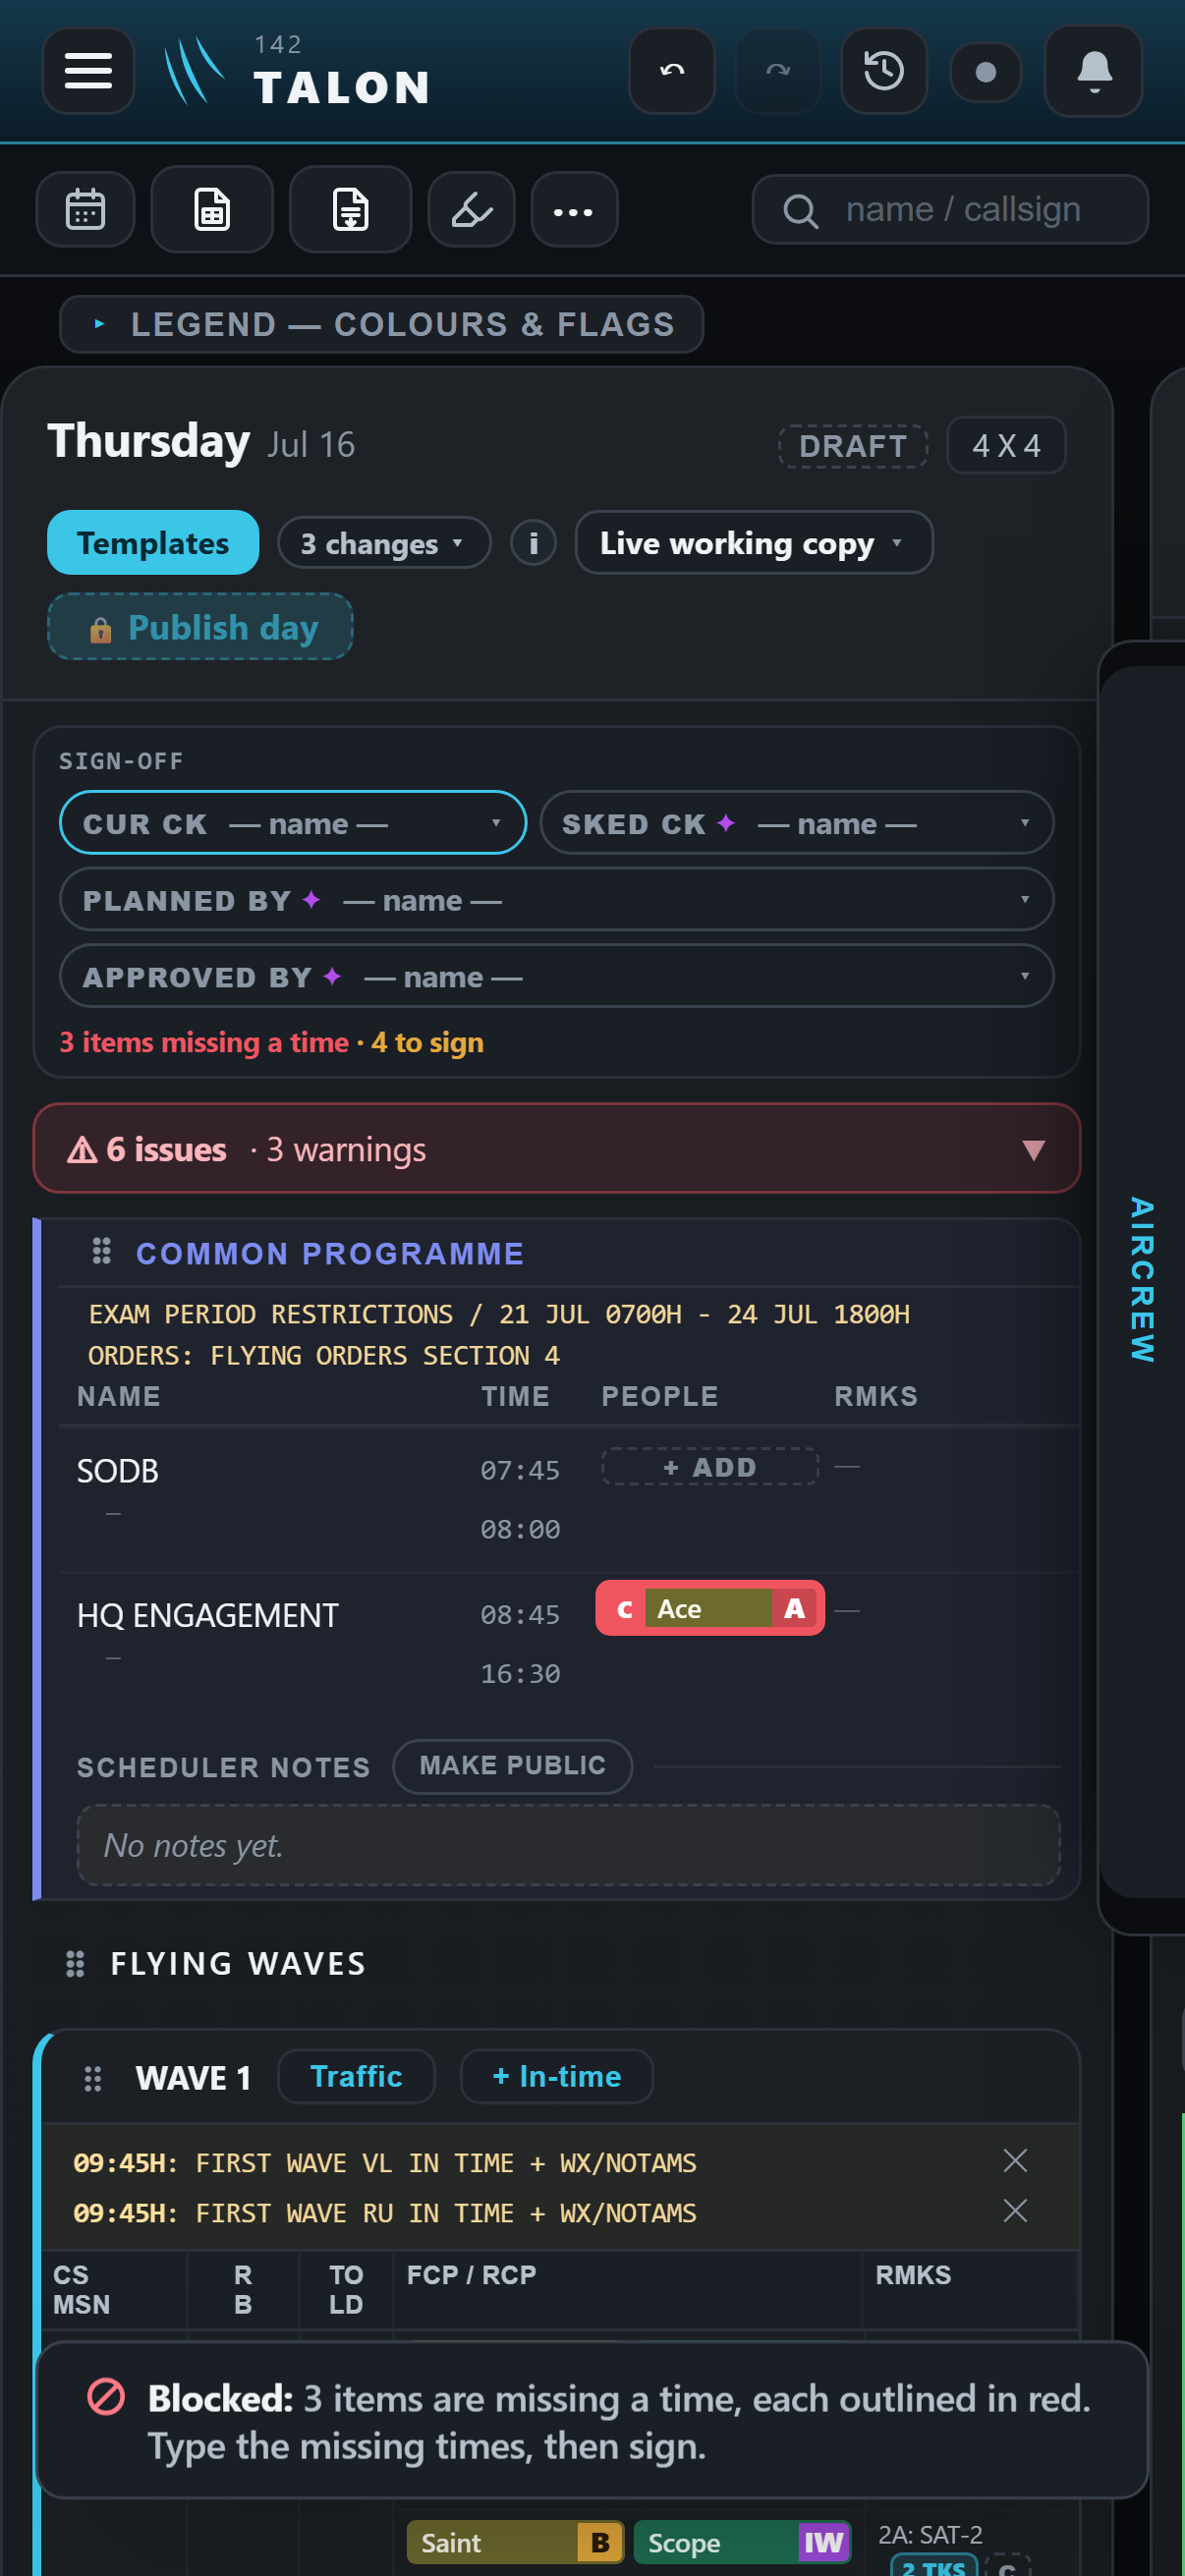 142
TALON
name / callsign
LEGEND — COLOURS & FLAGS
Thursday Jul 16 DRAFT 4 X 4
Templates 3 changes i Live working copy
Publish day
SIGN-OFF
CUR CK — name — SKED CK — name —
PLANNED BY — name —
APPROVED BY — name —
3 items missing a time · 4 to sign
6 issues · 3 warnings
AIRCREW
COMMON PROGRAMME
EXAM PERIOD RESTRICTIONS / 21 JUL 0700H - 24 JUL 1800H
ORDERS: FLYING ORDERS SECTION 4
NAME TIME PEOPLE RMKS
SODB 07:45 + ADD —
— 08:00
HQ ENGAGEMENT 08:45 C Ace A —
— 16:30
SCHEDULER NOTES MAKE PUBLIC
No notes yet.
FLYING WAVES
WAVE 1 Traffic + In-time
09:45H: FIRST WAVE VL IN TIME + WX/NOTAMS
09:45H: FIRST WAVE RU IN TIME + WX/NOTAMS
CS R TO FCP / RCP RMKS
MSN B LD
Blocked: 3 items are missing a time, each outlined in red.
Type the missing times, then sign.
Saint B Scope IW 2A: SAT-2
2 TKS C